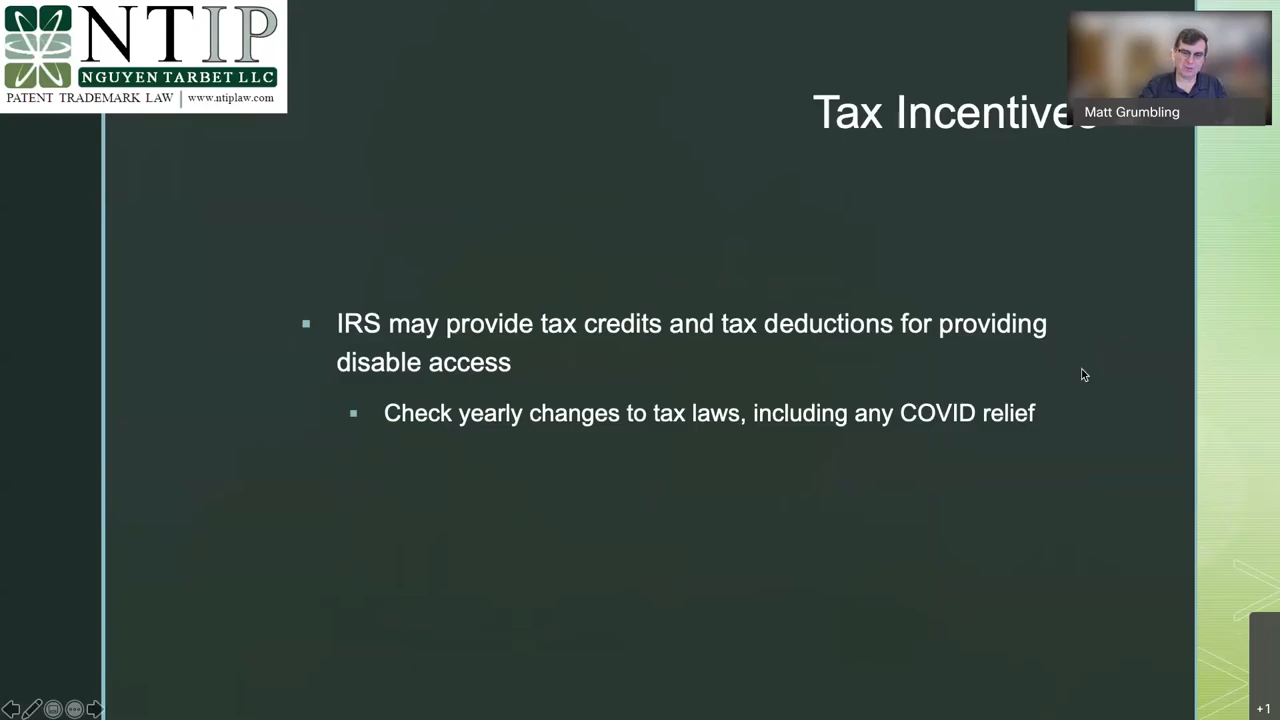 NTIP
NGUYEN TARBET LLC
PATENT TRADEMARK LAW | www.ntiplaw.com
Tax Incentives
Matt Grumbling
IRS may provide tax credits and tax deductions for providing
disable access
Check yearly changes to tax laws, including any COVID relief
+1